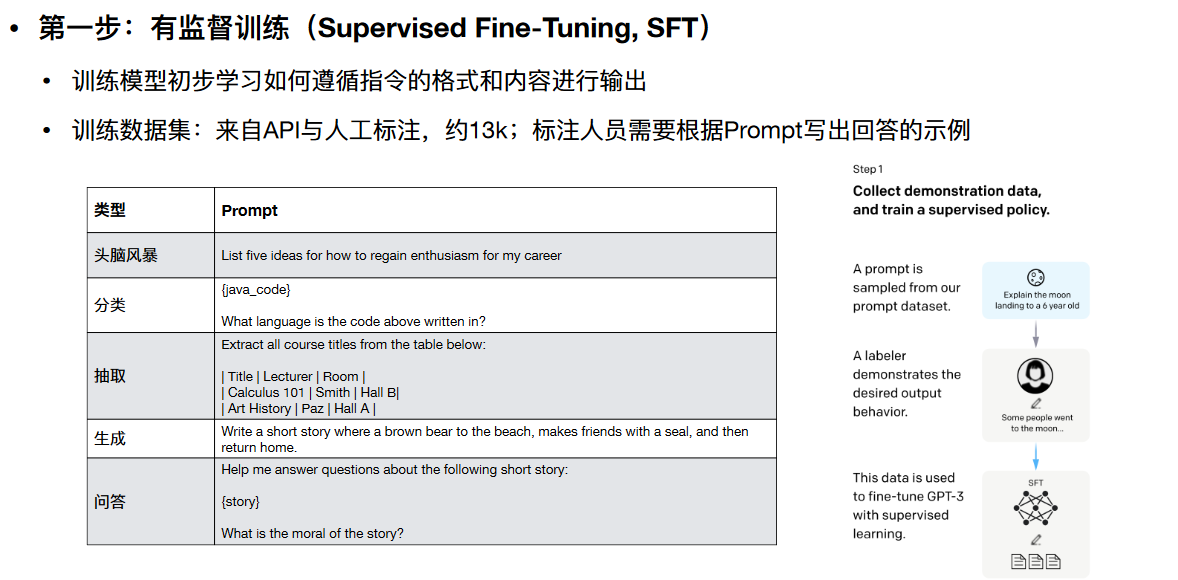 • 第一步：有监督训练（Supervised Fine-Tuning, SFT）
• 训练模型初步学习如何遵循指令的格式和内容进行输出
• 训练数据集：来自API与人工标注，约13k；标注人员需要根据Prompt写出回答的示例
类型 Prompt
头脑风暴 List five ideas for how to regain enthusiasm for my career
分类
{java_code}
What language is the code above written in?
抽取
Extract all course titles from the table below:
| Title | Lecturer | Room |
| Calculus 101 | Smith | Hall B|
| Art History | Paz | Hall A |
生成
Write a short story where a brown bear to the beach, makes friends with a seal, and then
return home.
问答
Help me answer questions about the following short story:
{story}
What is the moral of the story?
Step 1
Collect demonstration data,
and train a supervised policy.
A prompt is
sampled from our
prompt dataset.
Explain the moon
landing to a 6 year old
A labeler
demonstrates the
desired output
behavior.
Some people went
to the moon...
This data is used
to fine-tune GPT-3
with supervised
learning.
SFT